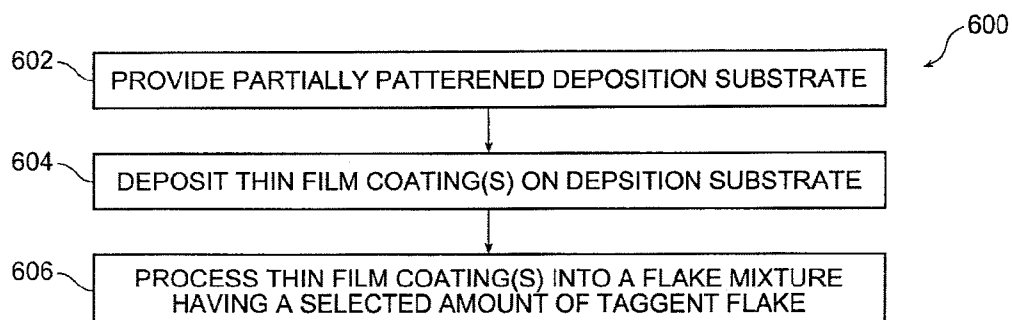 600
602
PROVIDE PARTIALLY PATTERENED DEPOSITION SUBSTRATE
604
DEPOSIT THIN FILM COATING(S) ON DEPSITION SUBSTRATE
606
PROCESS THIN FILM COATING(S) INTO A FLAKE MIXTURE
HAVING A SELECTED AMOUNT OF TAGGENT FLAKE